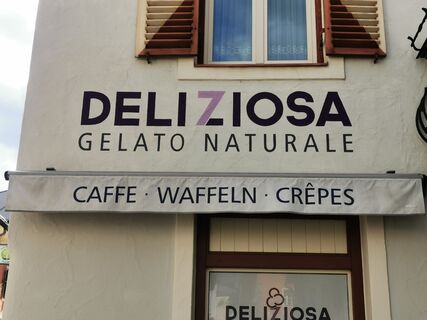 DELIZIOSA
GELATO NATURALE
CAFFE · WAFFELN · CRÊPES
DELIZIOSA